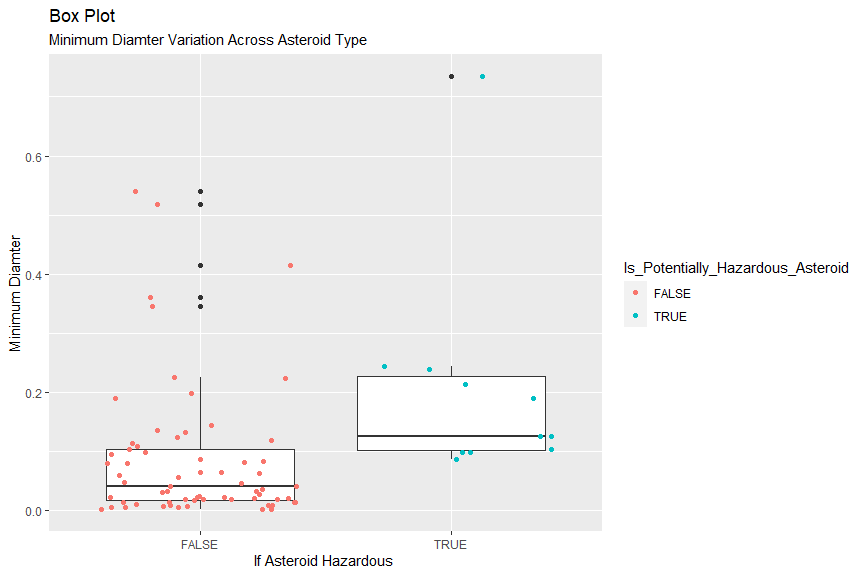 Box Plot
Minimum Diamter Variation Across Asteroid Type
Minimum Diamter
0.6
0.4
0.2
0.0
FALSE
TRUE
If Asteroid Hazardous
Is_Potentially_Hazardous_Asteroid
FALSE
TRUE